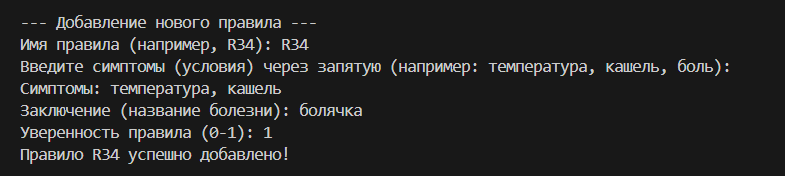 --- Добавление нового правила ---
Имя правила (например, R34): R34
Введите симптомы (условия) через запятую (например: температура, кашель, боль):
Симптомы: температура, кашель
Заключение (название болезни): болячка
Уверенность правила (0-1): 1
Правило R34 успешно добавлено!